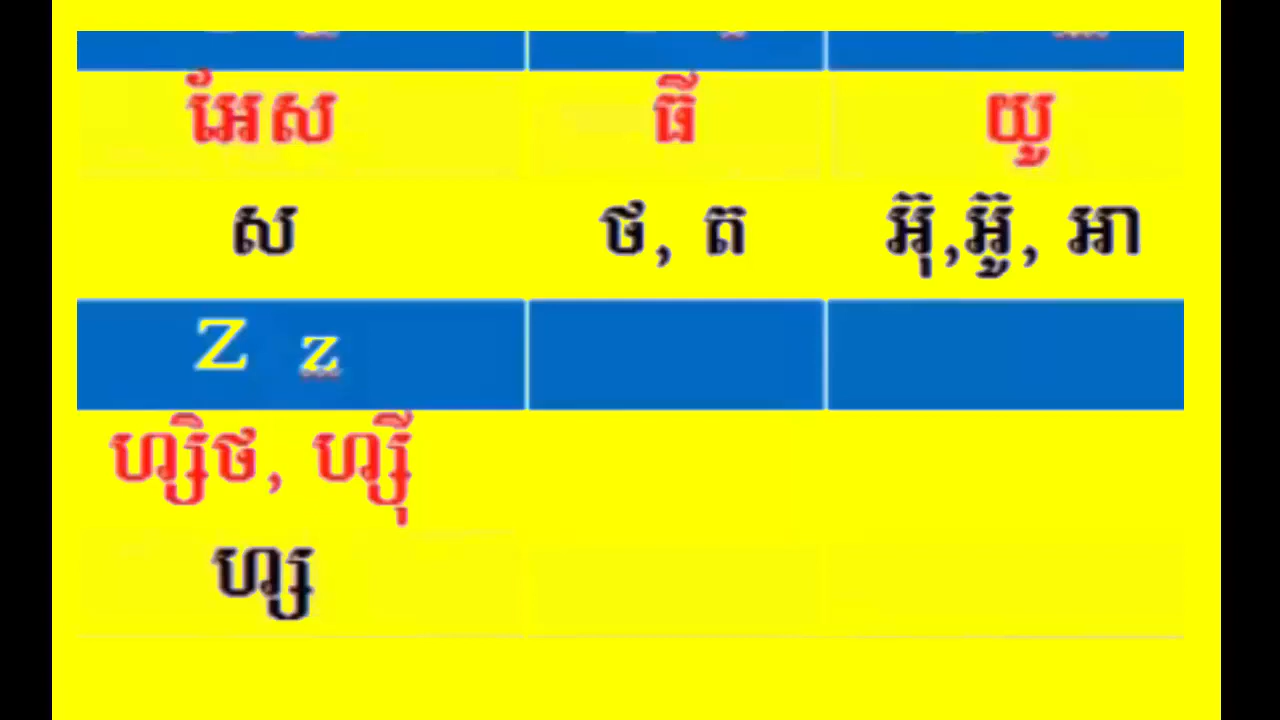 អែស ធី យូ
ស ថ, ត អ៊ុ,អ៊ូ, អា
Z z
ហ្សិថ, ហ្ស៊ី
ហ្ស